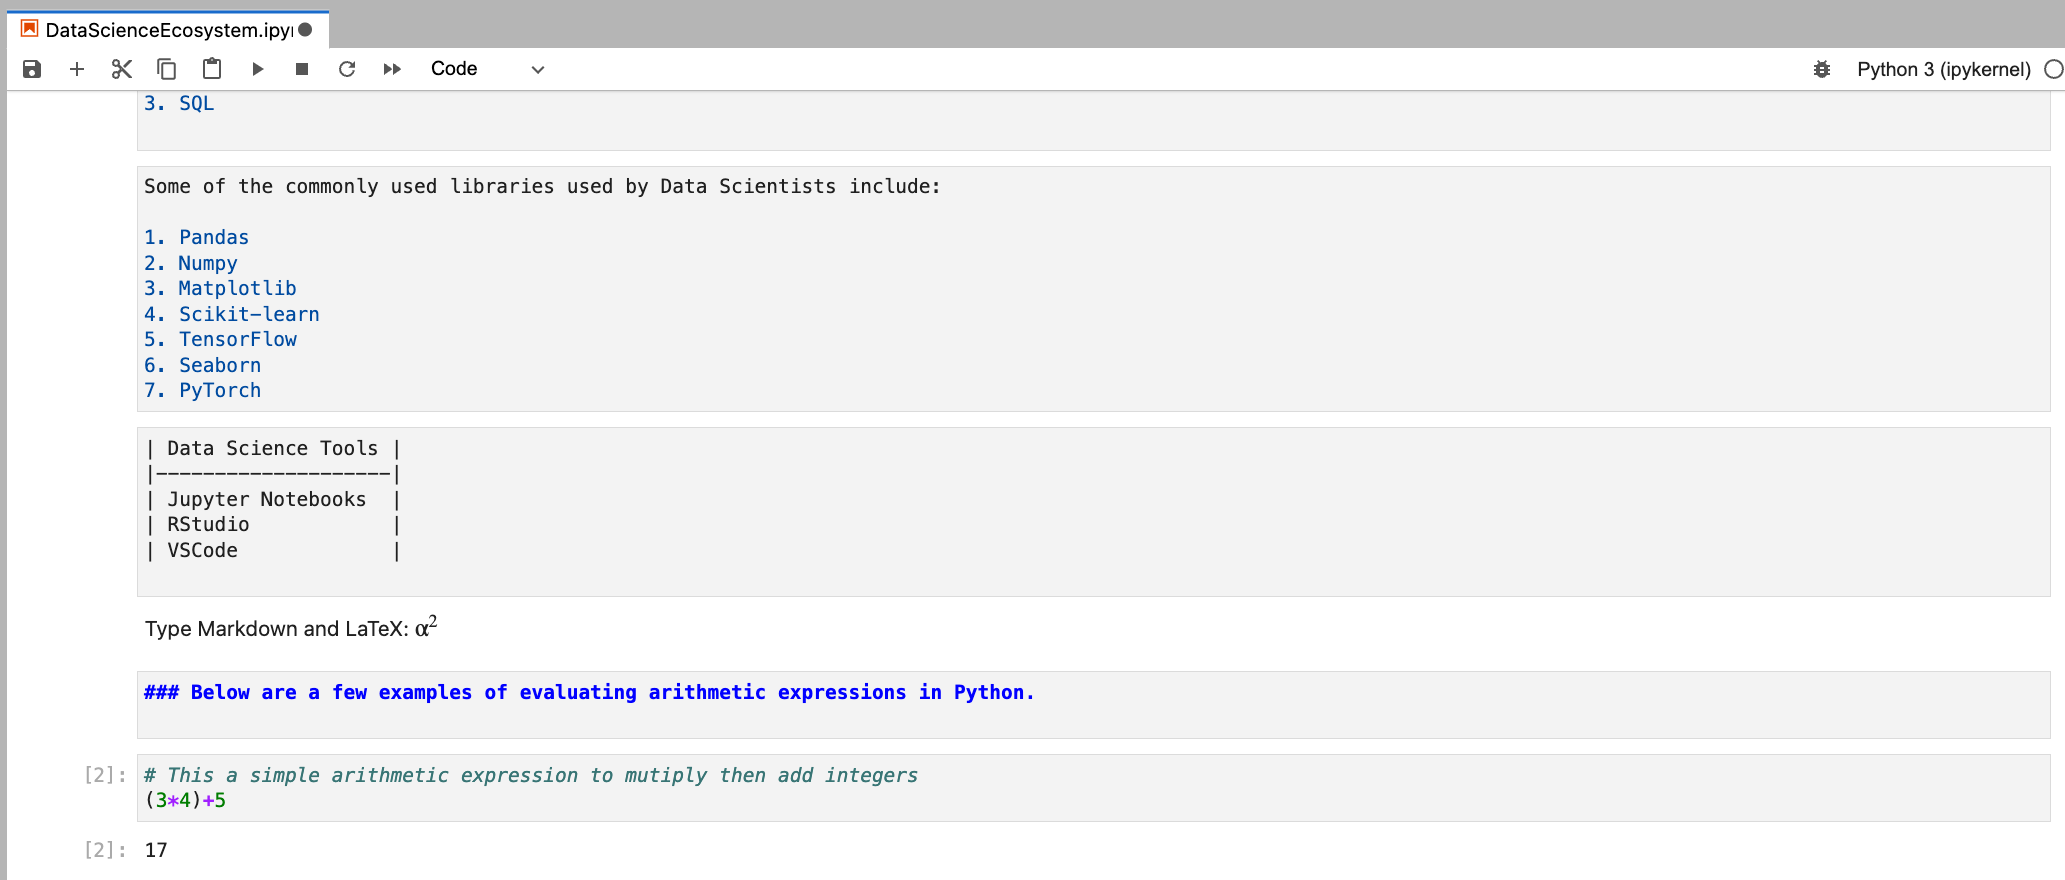 DataScienceEcosystem.ipy
Code
Python 3 (ipykernel)
3. SQL
Some of the commonly used libraries used by Data Scientists include:
1. Pandas
2. Numpy
3. Matplotlib
4. Scikit-learn
5. TensorFlow
6. Seaborn
7. PyTorch
| Data Science Tools |
|--------------------|
| Jupyter Notebooks  |
| RStudio            |
| VSCode             |
Type Markdown and LaTeX: α²
### Below are a few examples of evaluating arithmetic expressions in Python.
[2]: # This a simple arithmetic expression to mutiply then add integers
(3*4)+5
[2]: 17